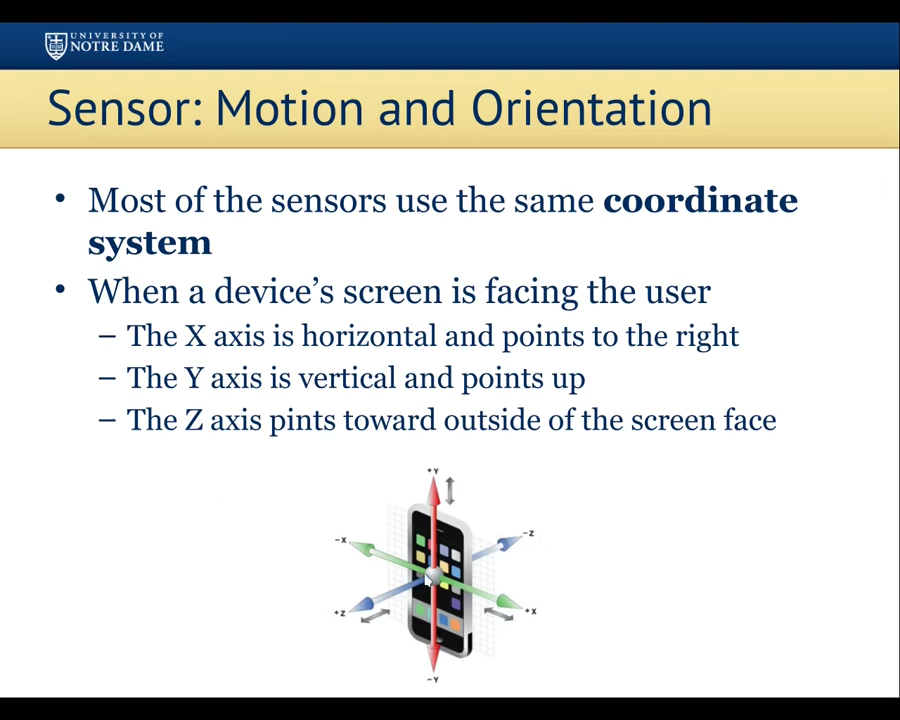 UNIVERSITY OF
NOTRE DAME
Sensor: Motion and Orientation
• Most of the sensors use the same coordinate
system
• When a device's screen is facing the user
– The X axis is horizontal and points to the right
– The Y axis is vertical and points up
– The Z axis pints toward outside of the screen face
+Y
-X
-Z
+Z
+X
-Y